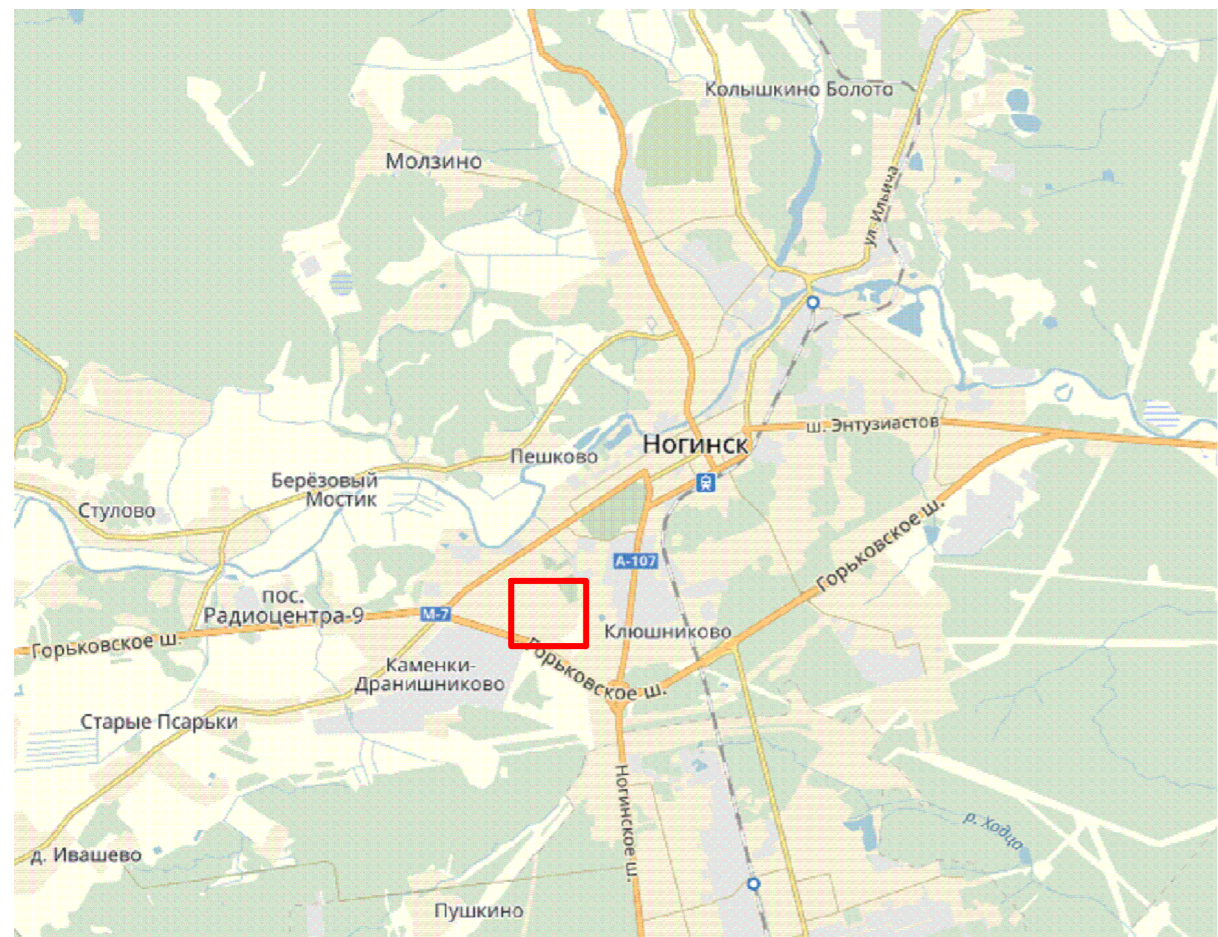 Колышкино Болото
Молзино
ул. Ильича
ш. Энтузиастов
Ногинск
Пешково
Берёзовый
Мостик
Стулово
Горьковское ш.
А-107
пос.
Радиоцентра-9
М-7
Клюшниково
Горьковское ш.
Горьковское ш.
Каменки-
Дранишниково
Старые Псарьки
Ногинское ш.
р. Ходца
д. Ивашево
Пушкино